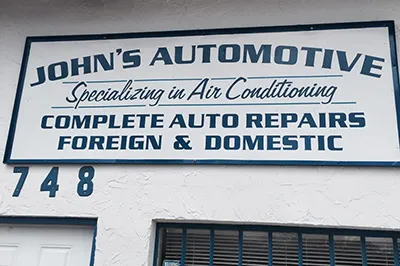 JOHN'S AUTOMOTIVE
Specializing in Air Conditioning
COMPLETE AUTO REPAIRS
FOREIGN & DOMESTIC
748